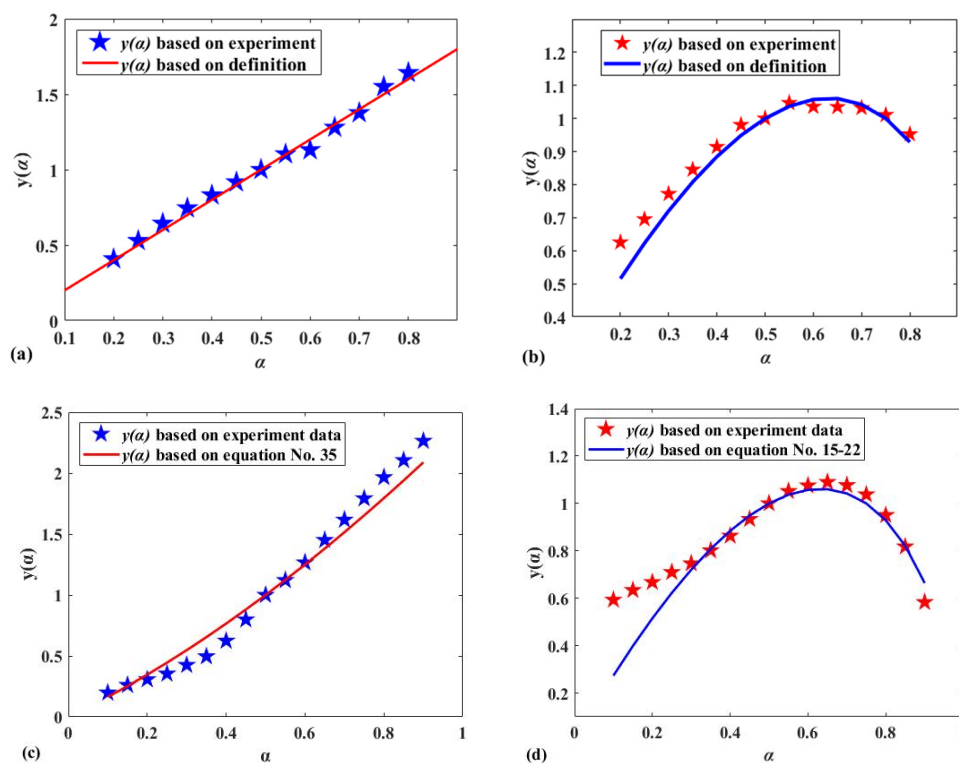 2
1.5
1
0.5
0
y(α)
y(α) based on experiment
y(α) based on definition
0.1 0.2 0.3 0.4 0.5 0.6 0.7 0.8
(a)
α
1.3
1.2
1.1
1
0.9
0.8
0.7
0.6
0.5
0.4
y(α)
y(α) based on experiment
y(α) based on definition
0.2 0.3 0.4 0.5 0.6 0.7 0.8
(b)
α
2.5
2
1.5
1
0.5
0
y(α)
y(α) based on experiment data
y(α) based on equation No. 35
0 0.2 0.4 0.6 0.8 1
(c)
α
1.4
1.2
1
0.8
0.6
0.4
0.2
y(α)
y(α) based on experiment data
y(α) based on equation No. 15-22
0 0.2 0.4 0.6 0.8
(d)
α